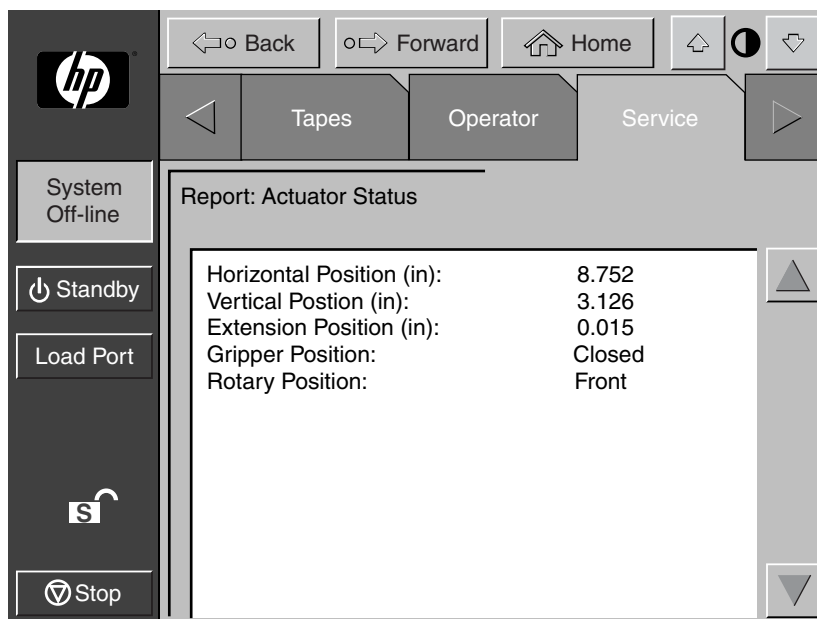 Back
Forward
Home
hp
Tapes
Operator
Service
System
Off-line
Standby
Load Port
S
Stop
Report: Actuator Status
Horizontal Position (in): 8.752
Vertical Postion (in): 3.126
Extension Position (in): 0.015
Gripper Position: Closed
Rotary Position: Front